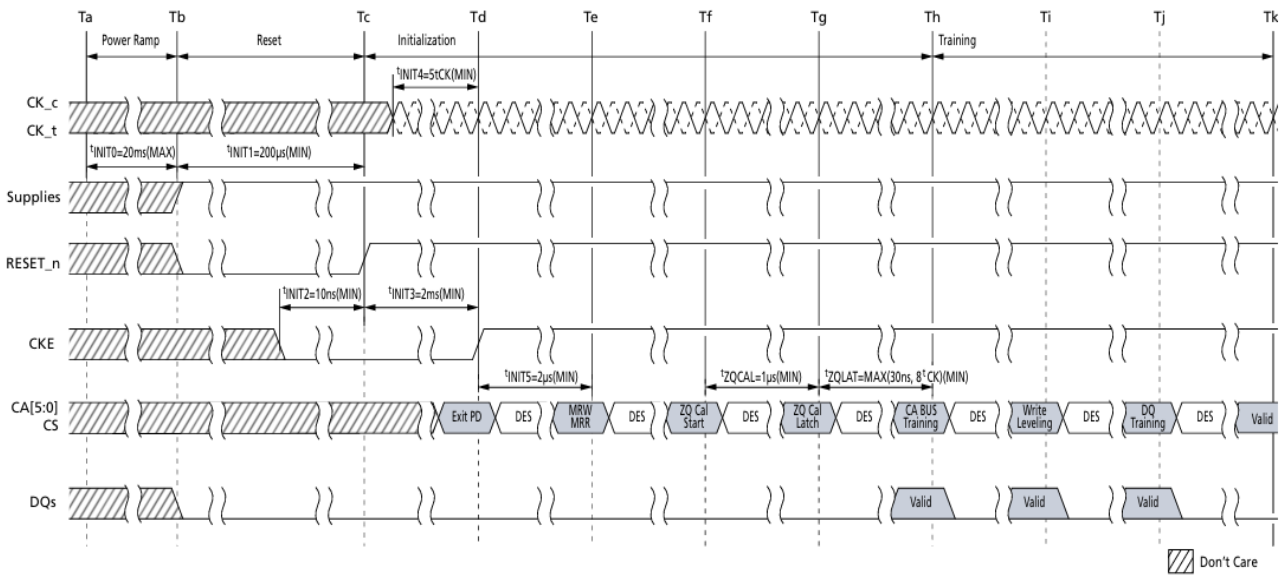 Ta Tb Tc Td Te Tf Tg Th Ti Tj Tk
Power Ramp Reset Initialization Training
tINIT4=5tCK(MIN)
CK_c
CK_t
tINIT0=20ms(MAX) tINIT1=200μs(MIN)
Supplies
RESET_n
tINIT2=10ns(MIN) tINIT3=2ms(MIN)
CKE
tINIT5=2μs(MIN) tZQCAL=1μs(MIN) tZQLAT=MAX(30ns, 8tCK)(MIN)
CA[5:0]
CS
Exit PD
DES
MRW
MRR
DES
ZQ Cal
Start
DES
ZQ Cal
Latch
DES
CA BUS
Training
DES
Write
Leveling
DES
DQ
Training
DES
Valid
DQs
Valid Valid Valid
Don't Care